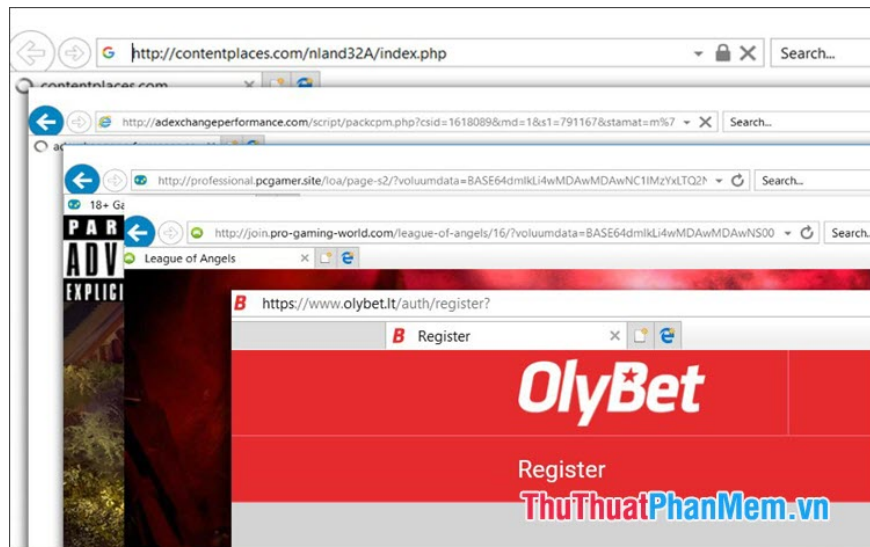 http://contentplaces.com/nland32A/index.php
Search...
contentplaces.com
http://adexchangeperformance.com/script/packcpm.php?csid=1618089&md=1&s1=791167&stamat=m%7
Search...
http://professional.pcgamer.site/loa/page-s2/?voluumdata=
Search...
18+ Ga
PAR
http://join.pro-gaming-world.com/league-of-angels/16/?voluumdata=
Search...
ADV
League of Angels
EXPLICI
https://www.olybet.lt/auth/register?
Register
OlyBet
Register
ThuThuatPhanMem.vn